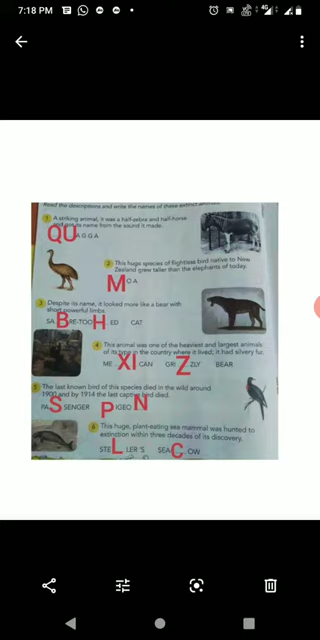 7:18 PM
4G
Read the descriptions and write the names of these extinct
1 A striking animal, it was a half-zebra and half-horse
and got its name from the sound it made.
QUA G.G.A
2 This huge species of flightless bird native to New
Zealand grew taller than the elephants of today.
M O A
3 Despite its name, it looked more like a bear with
short powerful limbs.
SA B RE-TOO H ED CAT
4 This animal was one of the heaviest and largest animals
of its type in the country where it lived; it had silvery fur.
ME XI CAN GRI Z ZLY BEAR
5 The last known bird of this species died in the wild around
1900 and by 1914 the last captive bird died.
PA S SENGER P IGEO N
6 This huge, plant-eating sea mammal was hunted to
extinction within three decades of its discovery.
STE L LER'S SEA C OW